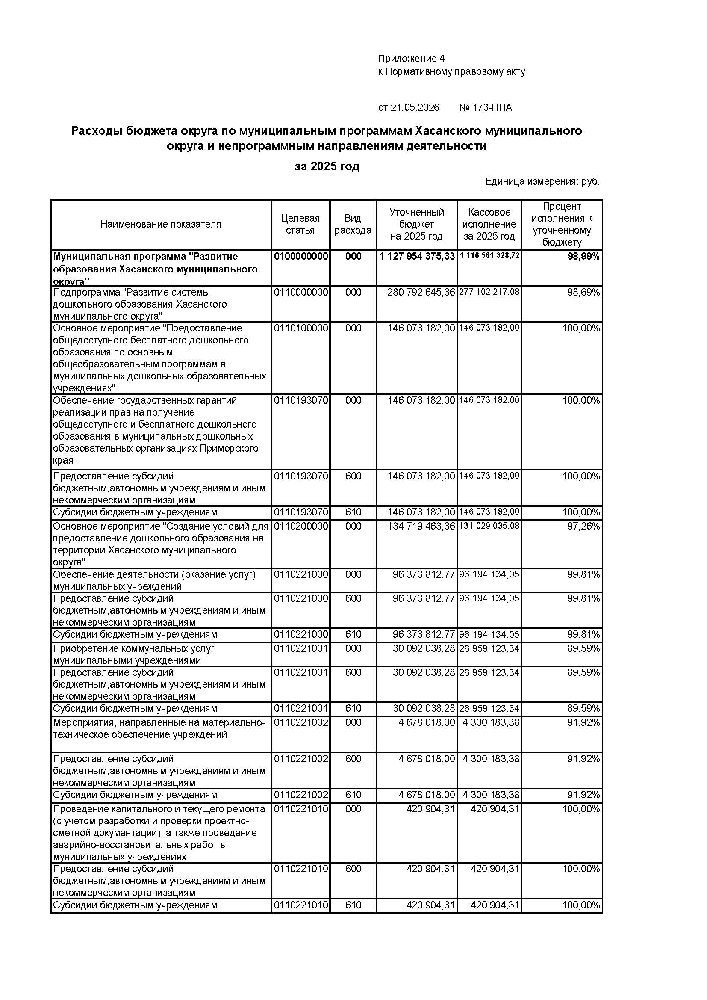 Приложение 4
к Нормативному правовому акту
от 21.05.2026 № 173-НПА
Расходы бюджета округа по муниципальным программам Хасанского муниципального
округа и непрограммным направлениям деятельности
за 2025 год
Единица измерения: руб.
Наименование показателя
Целевая
статья
Вид
расхода
Уточненный
бюджет
на 2025 год
Кассовое
исполнение
за 2025 год
Процент
исполнения к
уточненному
бюджету
Муниципальная программа "Развитие 0100000000 000 1 127 954 375,33 1 116 581 328,72 98,99%
образования Хасанского муниципального
округа"
Подпрограмма "Развитие системы 0110000000 000 280 792 645,36 277 102 217,08 98,69%
дошкольного образования Хасанского
муниципального округа"
Основное мероприятие "Предоставление 0110100000 000 146 073 182,00 146 073 182,00 100,00%
общедоступного бесплатного дошкольного
образования по основным
общеобразовательным программам в
муниципальных дошкольных образовательных
учреждениях"
Обеспечение государственных гарантий 0110193070 000 146 073 182,00 146 073 182,00 100,00%
реализации прав на получение
общедоступного и бесплатного дошкольного
образования в муниципальных дошкольных
образовательных организациях Приморского
края
Предоставление субсидий 0110193070 600 146 073 182,00 146 073 182,00 100,00%
бюджетным,автономным учреждениям и иным
некоммерческим организациям
Субсидии бюджетным учреждениям 0110193070 610 146 073 182,00 146 073 182,00 100,00%
Основное мероприятие "Создание условий для 0110200000 000 134 719 463,36 131 029 035,08 97,26%
предоставление дошкольного образования на
территории Хасанского муниципального
округа"
Обеспечение деятельности (оказание услуг) 0110221000 000 96 373 812,77 96 194 134,05 99,81%
муниципальных учреждений
Предоставление субсидий 0110221000 600 96 373 812,77 96 194 134,05 99,81%
бюджетным,автономным учреждениям и иным
некоммерческим организациям
Субсидии бюджетным учреждениям 0110221000 610 96 373 812,77 96 194 134,05 99,81%
Приобретение коммунальных услуг 0110221001 000 30 092 038,28 26 959 123,34 89,59%
муниципальными учреждениями
Предоставление субсидий 0110221001 600 30 092 038,28 26 959 123,34 89,59%
бюджетным,автономным учреждениям и иным
некоммерческим организациям
Субсидии бюджетным учреждениям 0110221001 610 30 092 038,28 26 959 123,34 89,59%
Мероприятия, направленные на материально- 0110221002 000 4 678 018,00 4 300 183,38 91,92%
техническое обеспечение учреждений
Предоставление субсидий 0110221002 600 4 678 018,00 4 300 183,38 91,92%
бюджетным,автономным учреждениям и иным
некоммерческим организациям
Субсидии бюджетным учреждениям 0110221002 610 4 678 018,00 4 300 183,38 91,92%
Проведение капитального и текущего ремонта 0110221010 000 420 904,31 420 904,31 100,00%
(с учетом разработки и проверки проектно-
сметной документации), а также проведение
аварийно-восстановительных работ в
муниципальных учреждениях
Предоставление субсидий 0110221010 600 420 904,31 420 904,31 100,00%
бюджетным,автономным учреждениям и иным
некоммерческим организациям
Субсидии бюджетным учреждениям 0110221010 610 420 904,31 420 904,31 100,00%